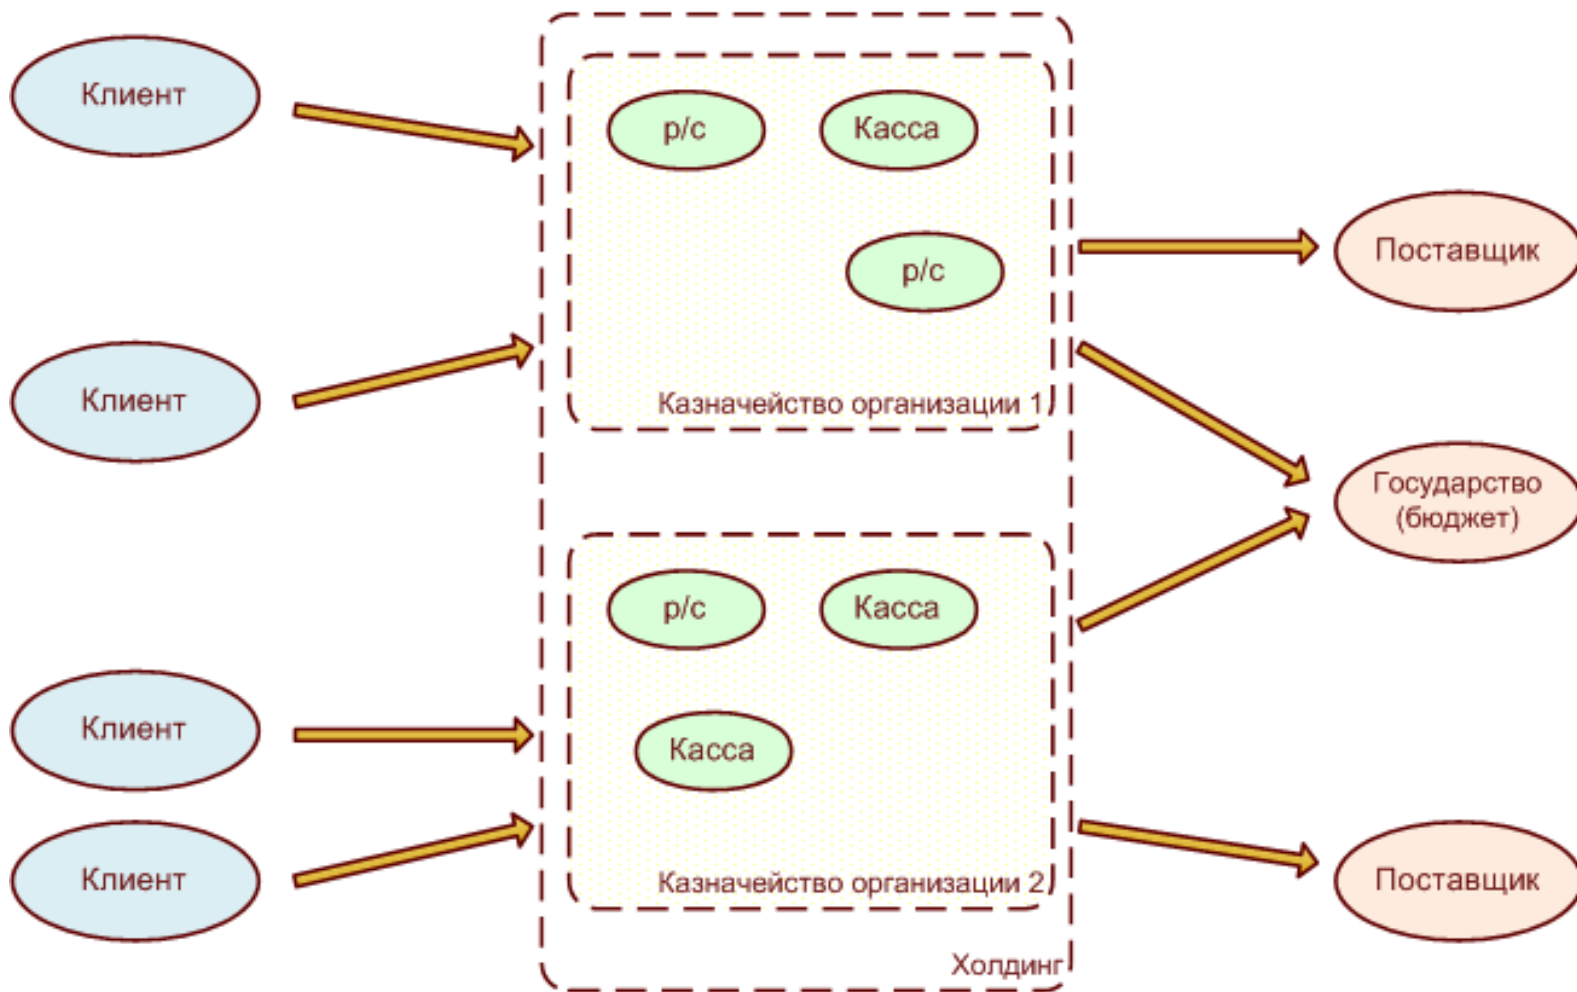 Клиент
р/с
Касса
Поставщик
р/с
Клиент
Казначейство организации 1
Государство
(бюджет)
р/с
Касса
Клиент
Касса
Клиент
Казначейство организации 2
Поставщик
Холдинг